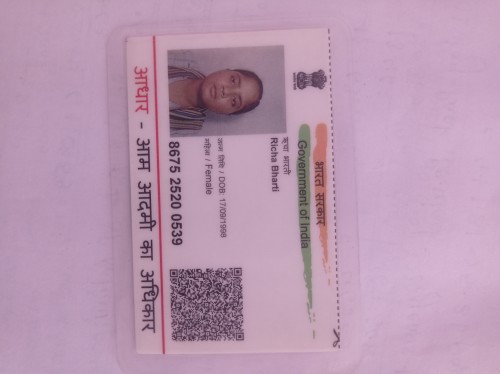 भारत सरकार
Government of India
ऋचा भारती
Richa Bharti
जन्म तिथि / DOB: 17/09/1998
महिला / Female
8675 2520 0539
आधार - आम आदमी का अधिकार